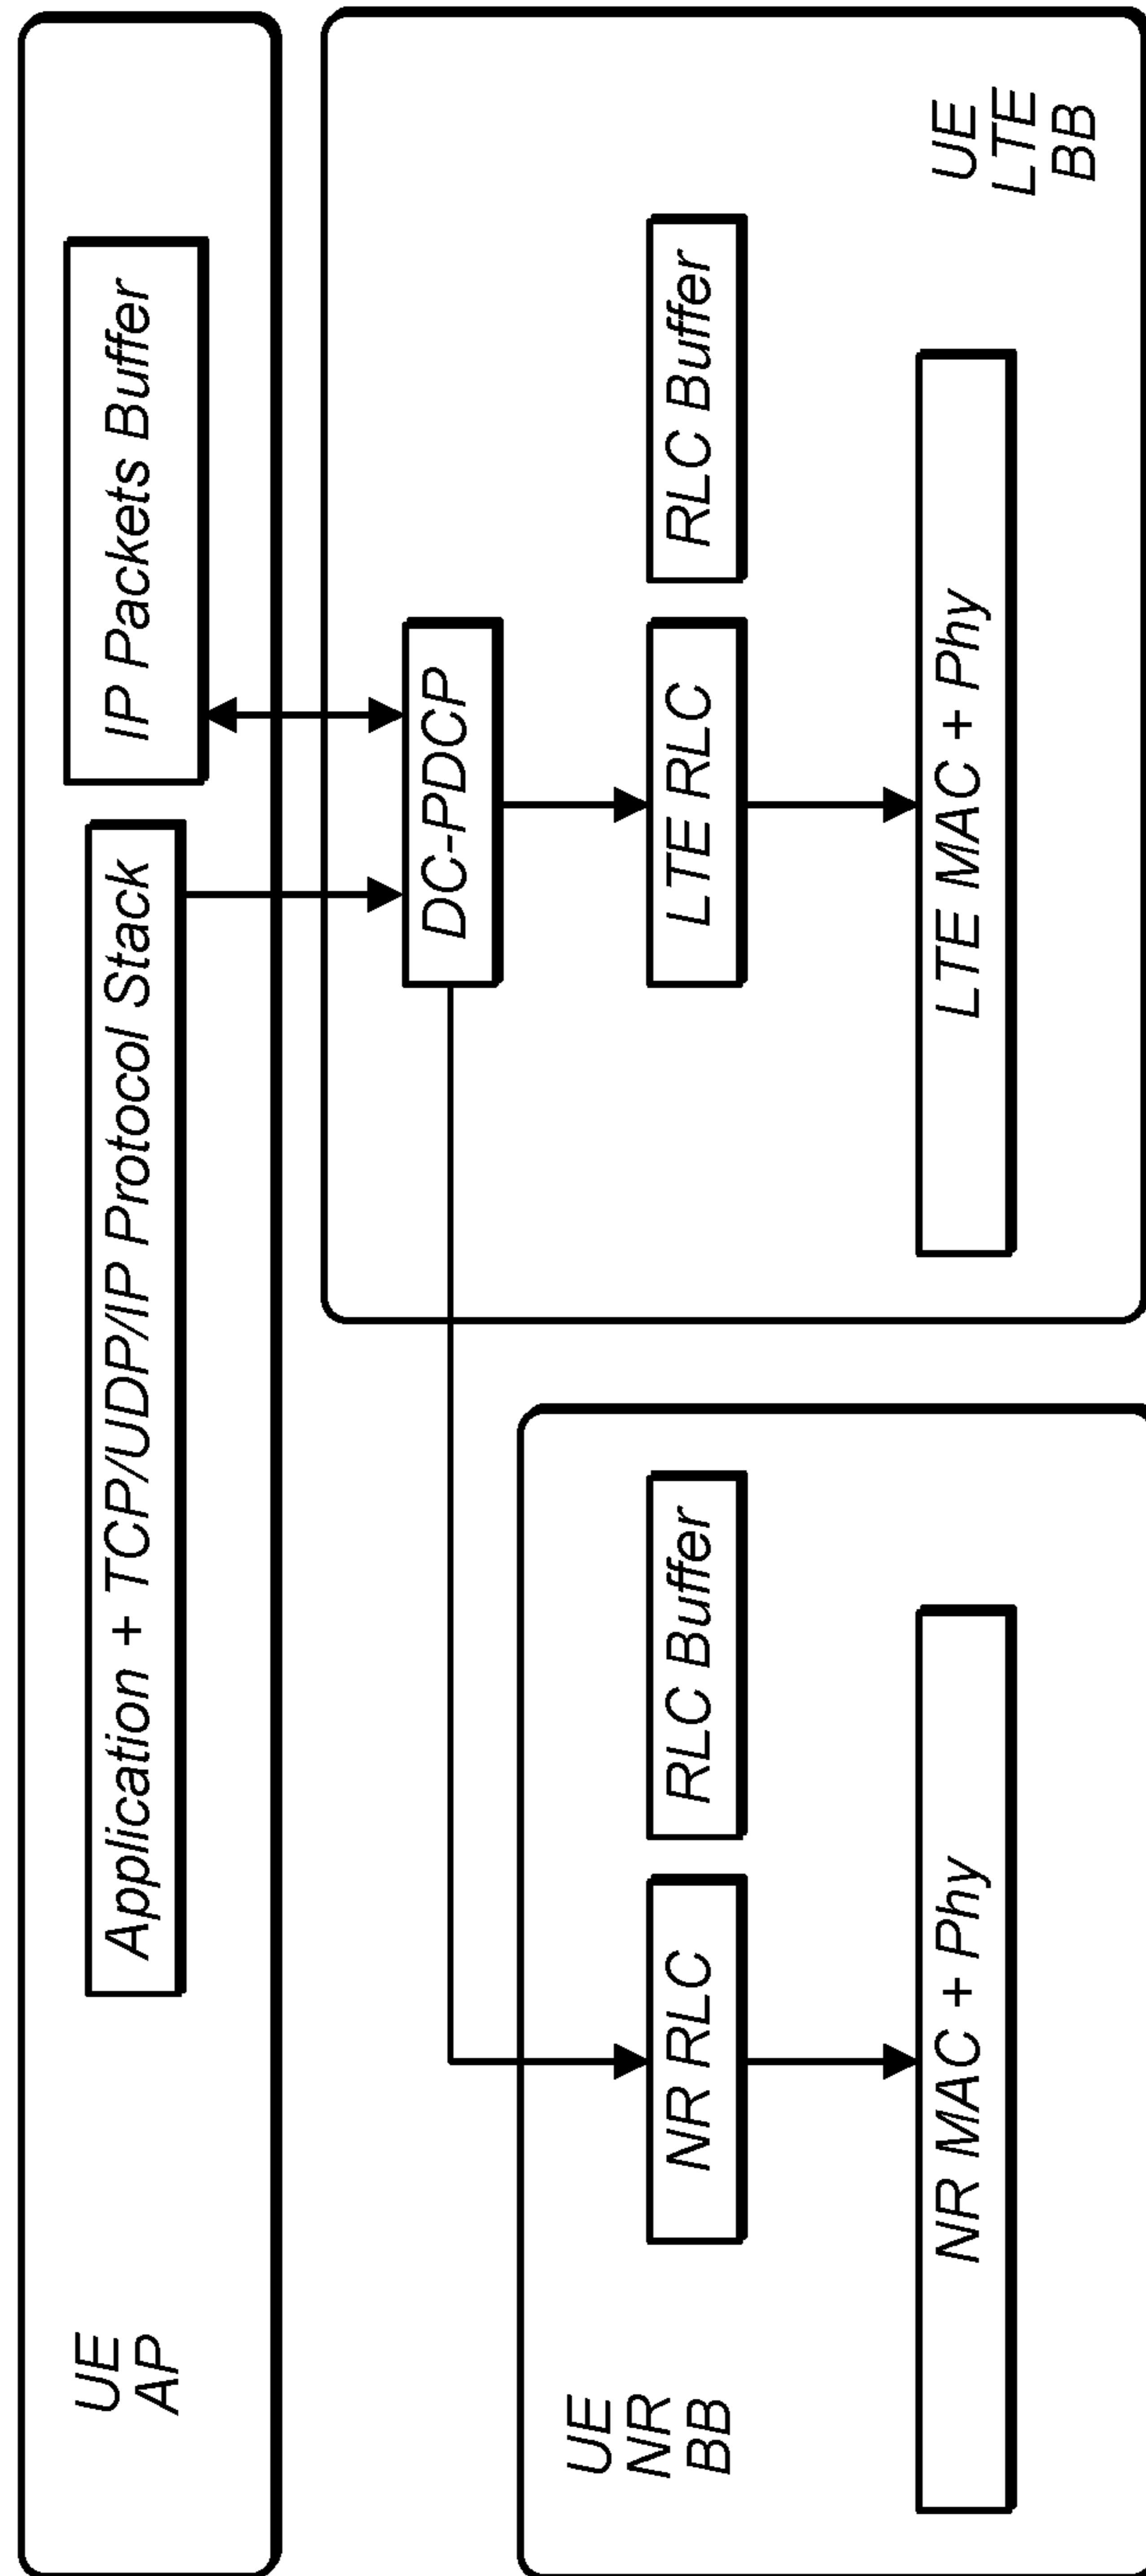 UE
AP
Application + TCP/UDP/IP Protocol Stack
IP Packets Buffer
DC-PDCP
UE
NR
BB
NR RLC
RLC Buffer
NR MAC + Phy
LTE RLC
RLC Buffer
LTE MAC + Phy
UE
LTE
BB